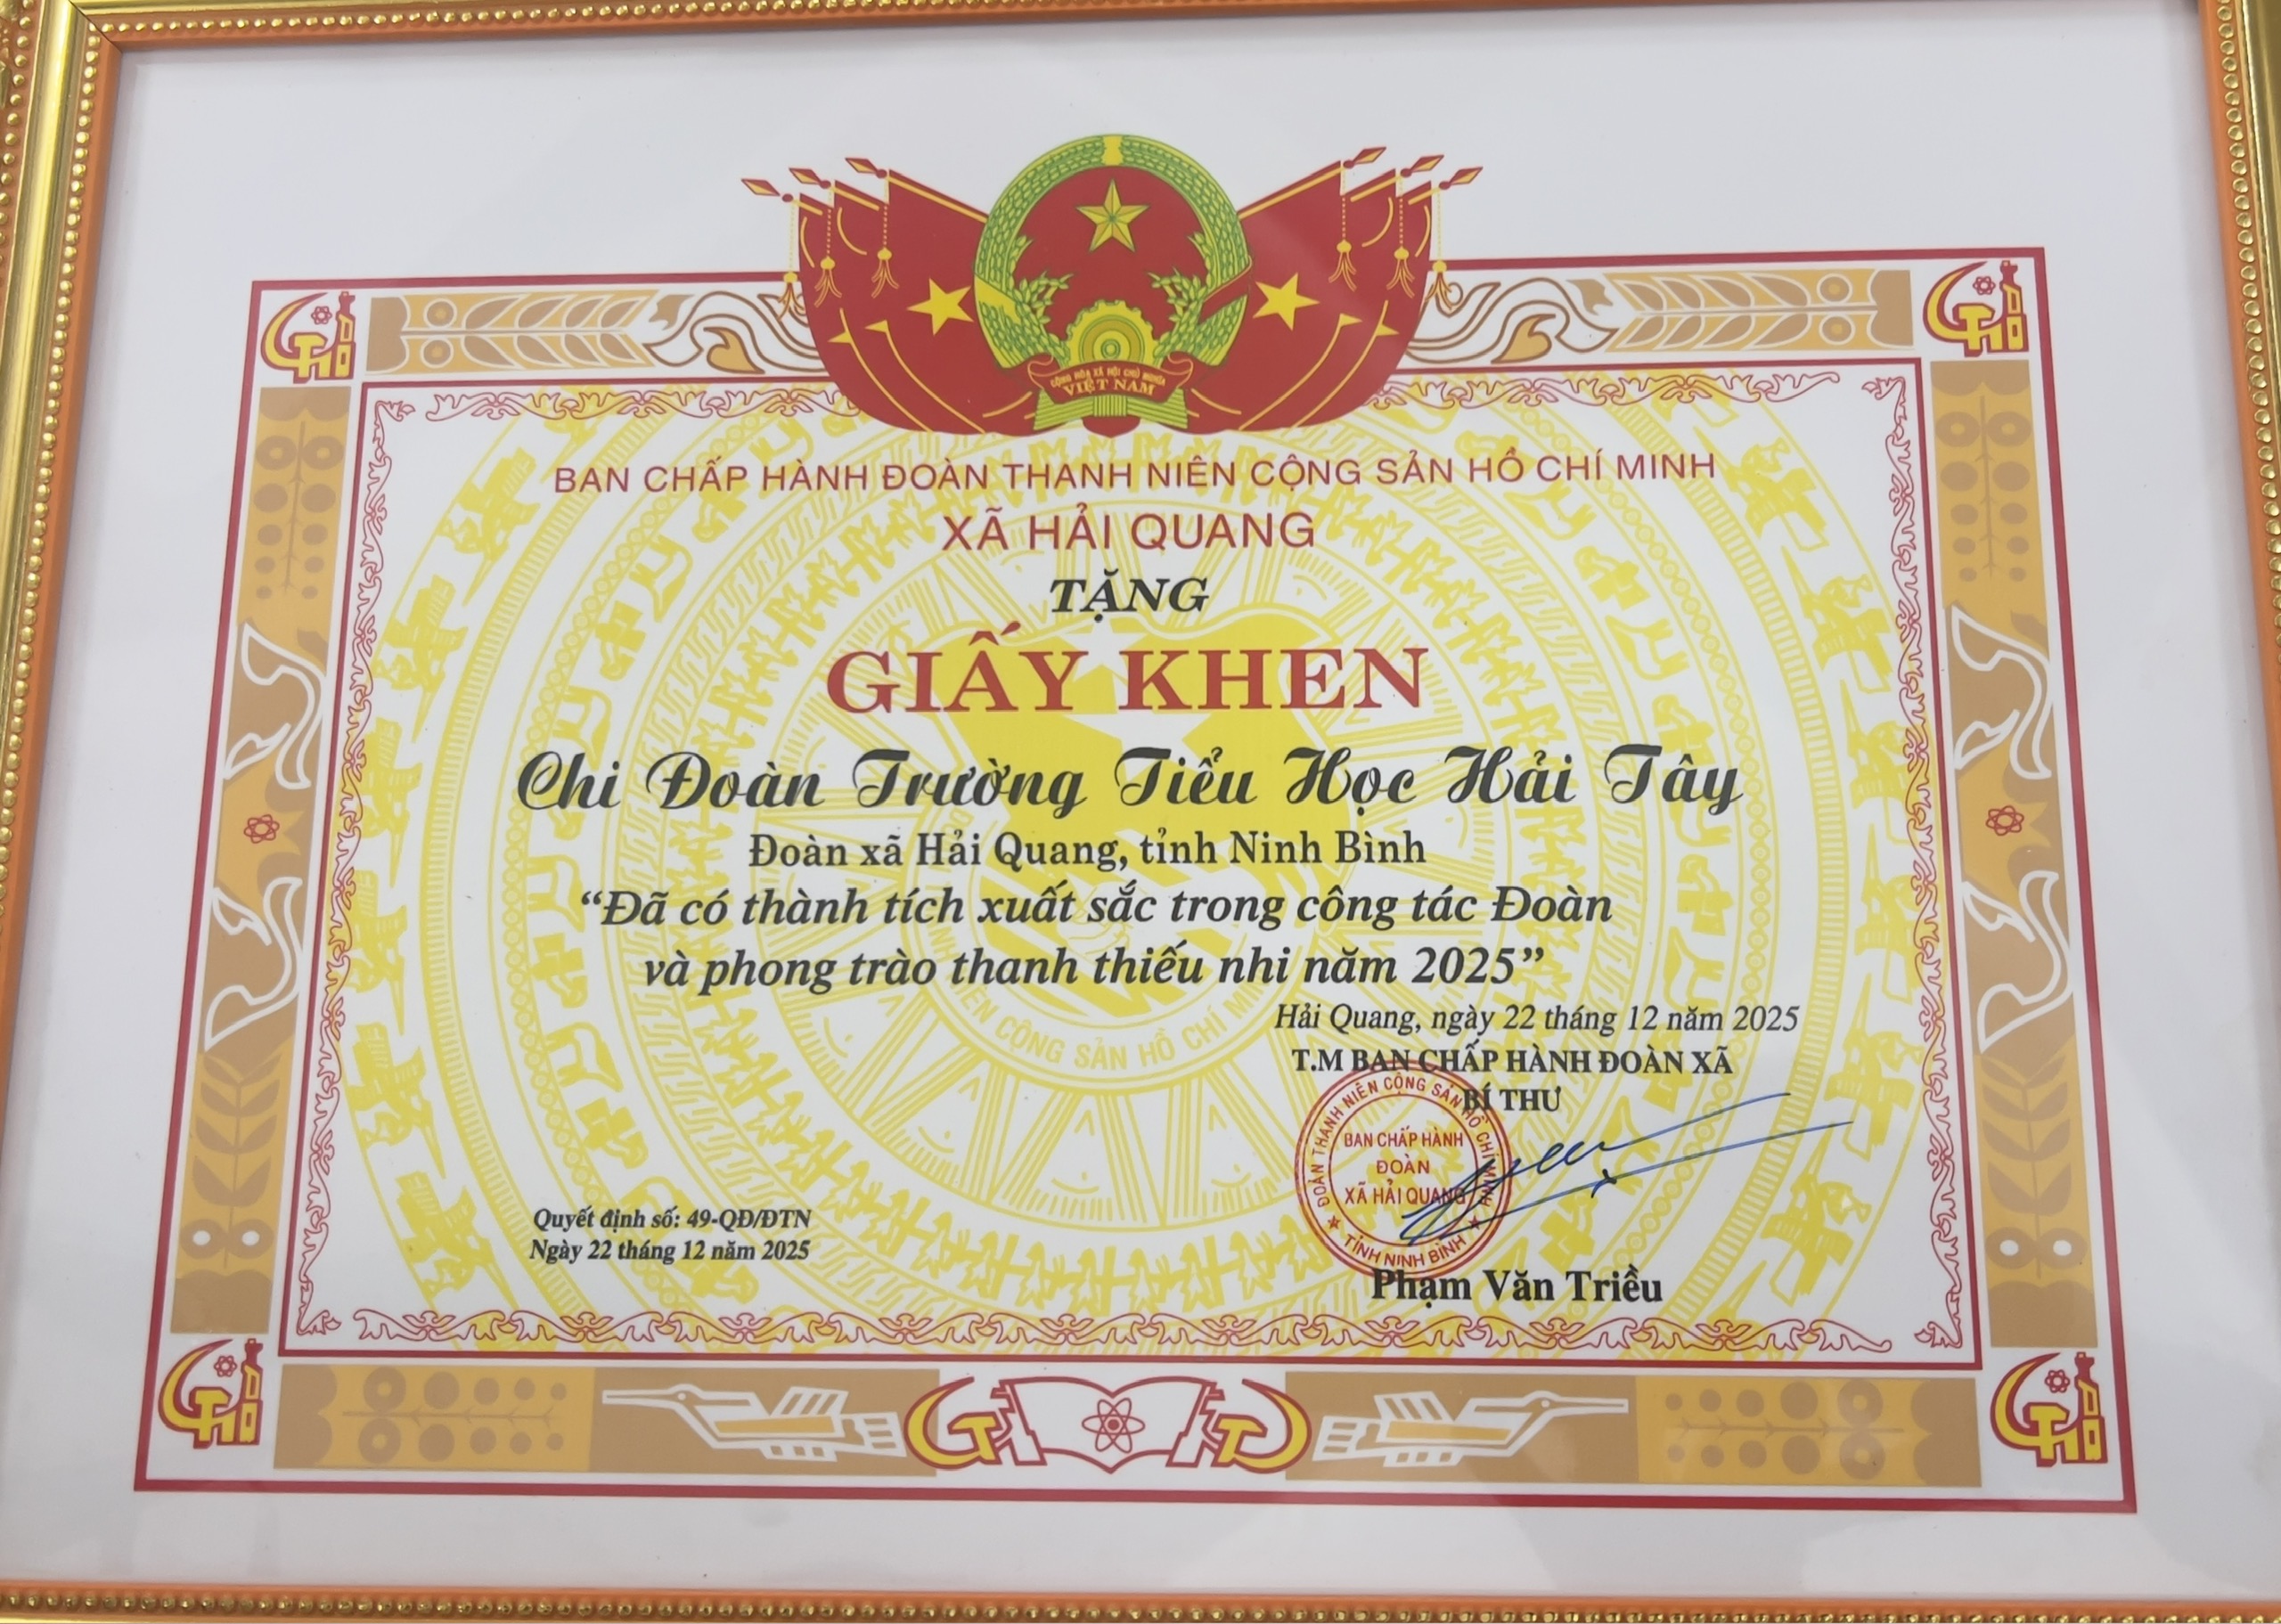 CỘNG HÒA XÃ HỘI CHỦ NGHĨA
VIỆT NAM
BAN CHẤP HÀNH ĐOÀN THANH NIÊN CỘNG SẢN HỒ CHÍ MINH
XÃ HẢI QUANG
TẶNG
GIẤY KHEN
Chi Đoàn Trường Tiểu Học Hải Tây
Đoàn xã Hải Quang, tỉnh Ninh Bình
“Đã có thành tích xuất sắc trong công tác Đoàn
và phong trào thanh thiếu nhi năm 2025”
Hải Quang, ngày 22 tháng 12 năm 2025
T.M BAN CHẤP HÀNH ĐOÀN XÃ
BÍ THƯ
ĐOÀN THANH NIÊN CỘNG SẢN HỒ CHÍ MINH
BAN CHẤP HÀNH
ĐOÀN
XÃ HẢI QUANG
TỈNH NINH BÌNH
Phạm Văn Triều
Quyết định số: 49-QĐ/ĐTN
Ngày 22 tháng 12 năm 2025
CỘNG SẢN HỒ CHÍ MINH